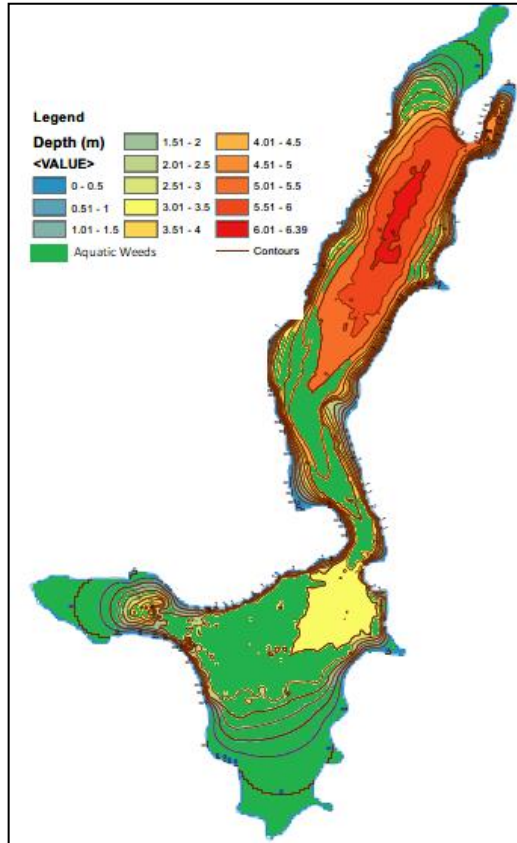 Legend
Depth (m)
<VALUE>
0 - 0.5
0.51 - 1
1.01 - 1.5
1.51 - 2
2.01 - 2.5
2.51 - 3
3.01 - 3.5
3.51 - 4
4.01 - 4.5
4.51 - 5
5.01 - 5.5
5.51 - 6
6.01 - 6.39
Aquatic Weeds
Contours